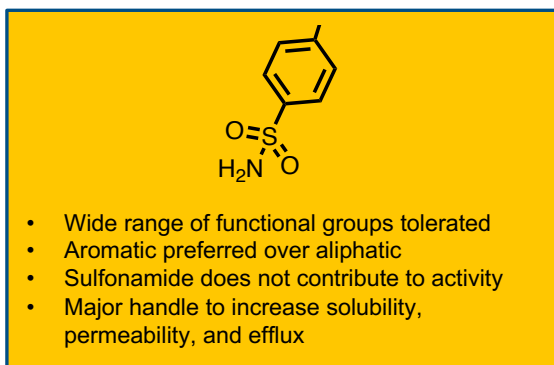 O
S
O
H₂N
• Wide range of functional groups tolerated
• Aromatic preferred over aliphatic
• Sulfonamide does not contribute to activity
• Major handle to increase solubility,
permeability, and efflux